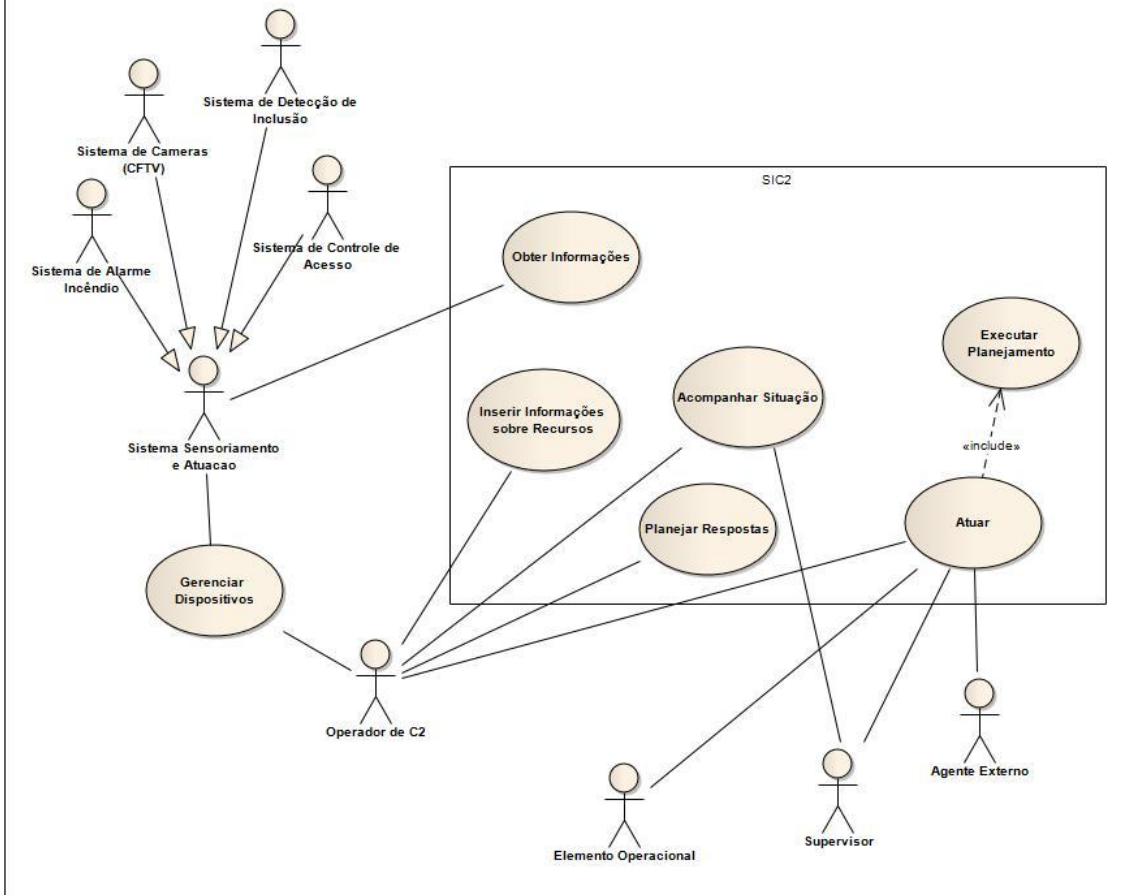 Sistema de Detecção de
Inclusão
Sistema de Cameras
(CFTV)
SIC2
Sistema de Controle de
Acesso
Obter Informações
Sistema de Alarme
Incêndio
Executar
Planejamento
Acompanhar Situação
Inserir Informações
sobre Recursos
Sistema Sensoriamento
e Atuacao
«include»
Planejar Respostas
Atuar
Gerenciar
Dispositivos
Operador de C2
Agente Externo
Supervisor
Elemento Operacional